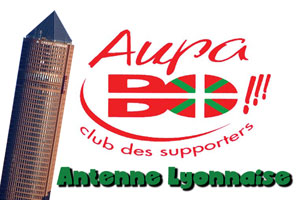 Aupa
BO!!!
club des supporters
Antenne Lyonnaise